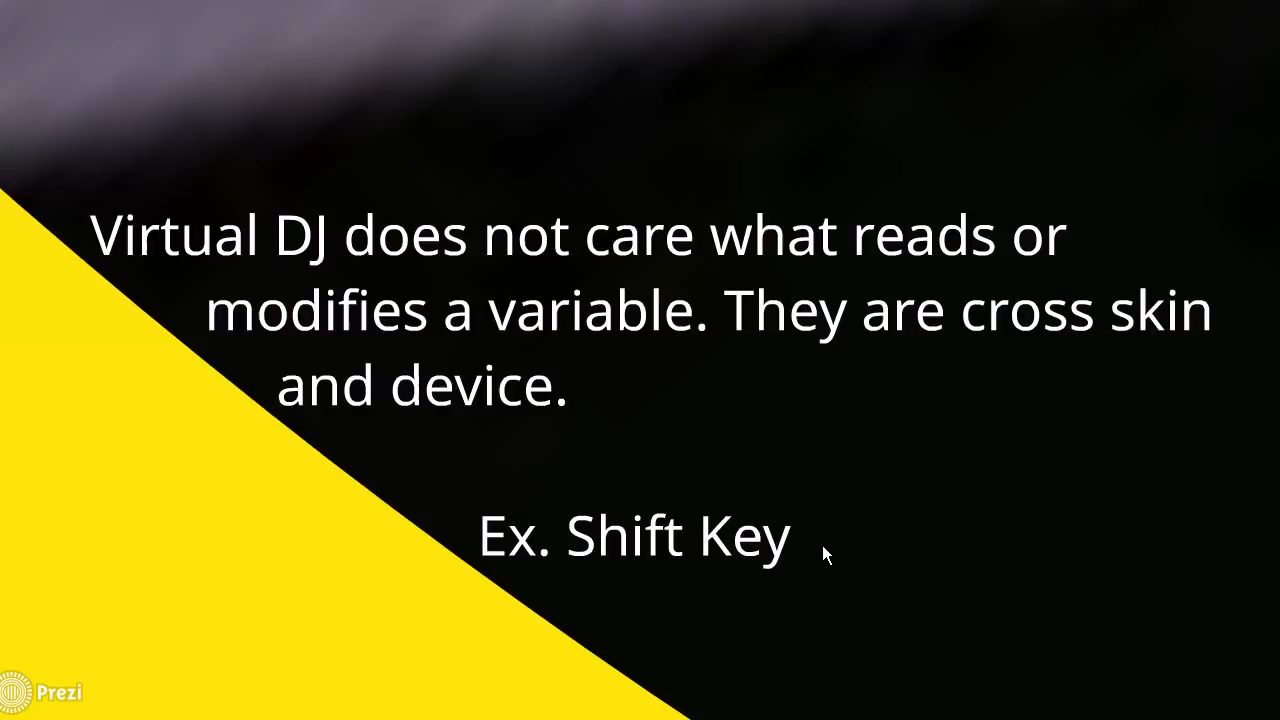 Virtual DJ does not care what reads or
modifies a variable. They are cross skin
and device.
Ex. Shift Key
Prezi